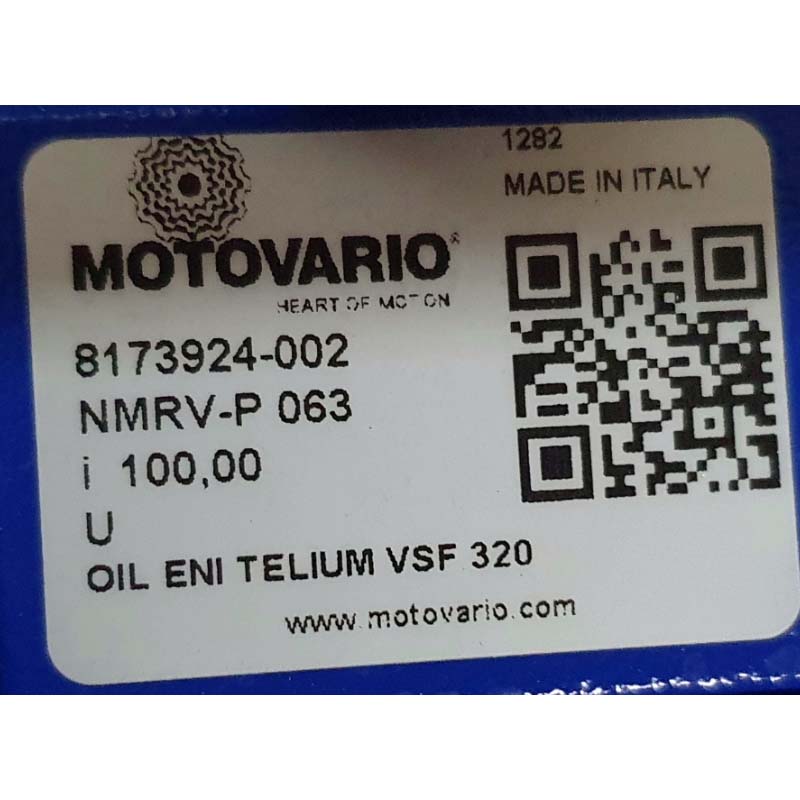 1282
MADE IN ITALY
MOTOVARIO®
HEART OF MOTION
8173924-002
NMRV-P 063
i 100,00
U
OIL ENI TELIUM VSF 320
www.motovario.com